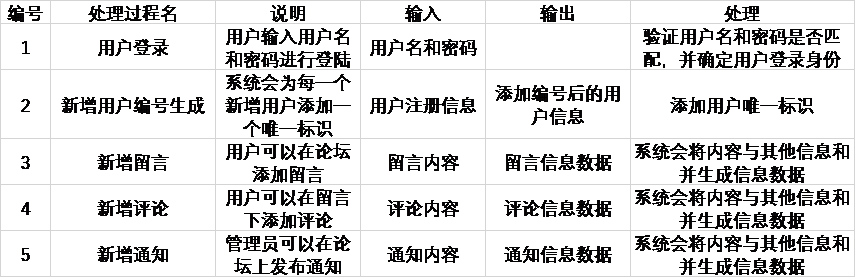 编号 处理过程名 说明 输入 输出 处理
1 用户登录 用户输入用户名和密码进行登陆 用户名和密码 验证用户名和密码是否匹配，并确定用户登录身份
2 新增用户编号生成 系统会为每一个新增用户添加一个唯一标识 用户注册信息 添加编号后的用户信息 添加用户唯一标识
3 新增留言 用户可以在论坛添加留言 留言内容 留言信息数据 系统会将内容与其他信息和并生成信息数据
4 新增评论 用户可以在留言下添加评论 评论内容 评论信息数据 系统会将内容与其他信息和并生成信息数据
5 新增通知 管理员可以在论坛上发布通知 通知内容 通知信息数据 系统会将内容与其他信息和并生成信息数据